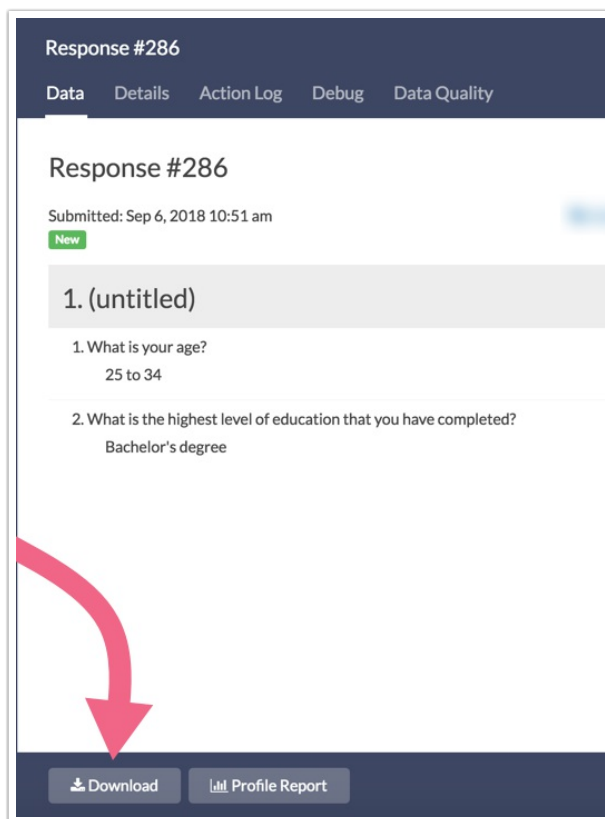 Response #286
Data Details Action Log Debug Data Quality
Response #286
Submitted: Sep 6, 2018 10:51 am
New
1. (untitled)
1. What is your age?
25 to 34
2. What is the highest level of education that you have completed?
Bachelor's degree
Download Profile Report